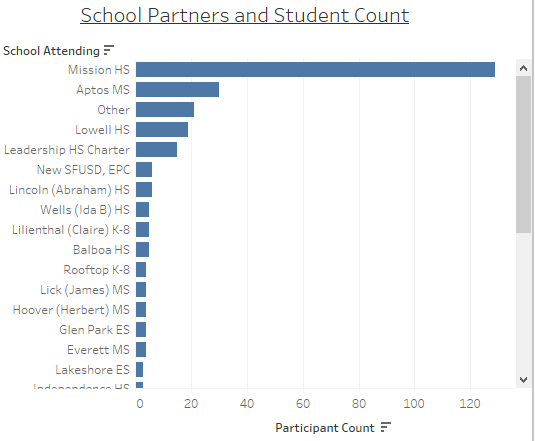 School Partners and Student Count
School Attending
Mission HS
Aptos MS
Other
Lowell HS
Leadership HS Charter
New SFUSD, EPC
Lincoln (Abraham) HS
Wells (Ida B) HS
Lilienthal (Claire) K-8
Balboa HS
Rooftop K-8
Lick (James) MS
Hoover (Herbert) MS
Glen Park ES
Everett MS
Lakeshore ES
Independence HS
0 20 40 60 80 100 120
Participant Count